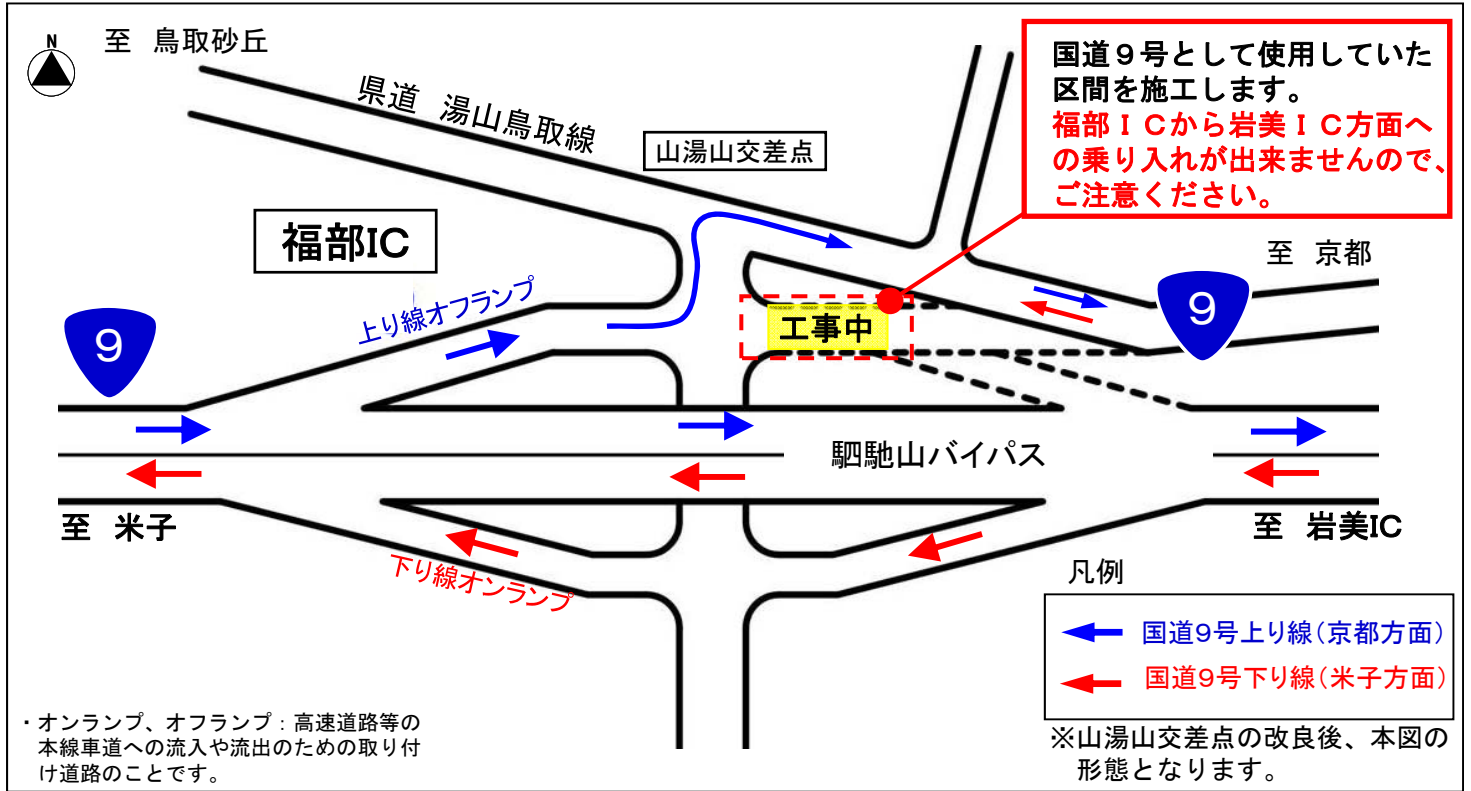 N
至 鳥取砂丘
県道 湯山鳥取線
山湯山交差点
国道９号として使用していた
区間を施工します。
福部ＩＣから岩美ＩＣ方面へ
の乗り入れが出来ませんので、
ご注意ください。
福部IC
至 京都
9
9
上り線オフランプ
工事中
駟馳山バイパス
至 米子
至 岩美IC
下り線オンランプ
凡例
国道９号上り線（京都方面）
国道９号下り線（米子方面）
・オンランプ、オフランプ：高速道路等の
本線車道への流入や流出のための取り付
け道路のことです。
※山湯山交差点の改良後、本図の
形態となります。